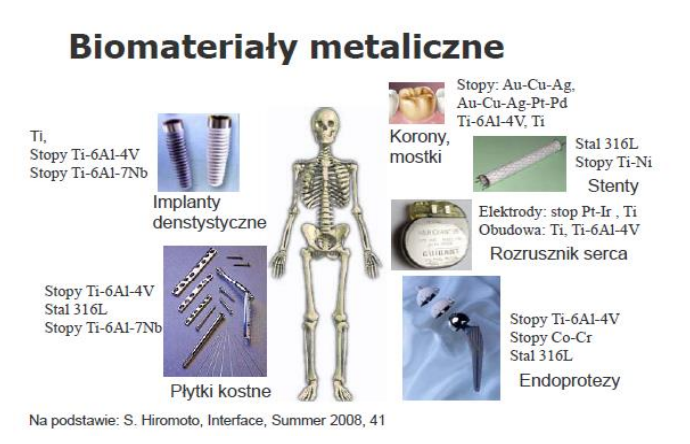 Biomateriały metaliczne
Ti,
Stopy Ti-6Al-4V
Stopy Ti-6Al-7Nb
Implanty
denstystyczne
Stopy: Au-Cu-Ag,
Au-Cu-Ag-Pt-Pd
Ti-6Al-4V, Ti
Korony,
mostki
Stal 316L
Stopy Ti-Ni
Stenty
Elektrody: stop Pt-Ir , Ti
Obudowa: Ti, Ti-6Al-4V
Rozrusznik serca
GUIDANT
Stopy Ti-6Al-4V
Stal 316L
Stopy Ti-6Al-7Nb
Płytki kostne
Stopy Ti-6Al-4V
Stopy Co-Cr
Stal 316L
Endoprotezy
Na podstawie: S. Hiromoto, Interface, Summer 2008, 41